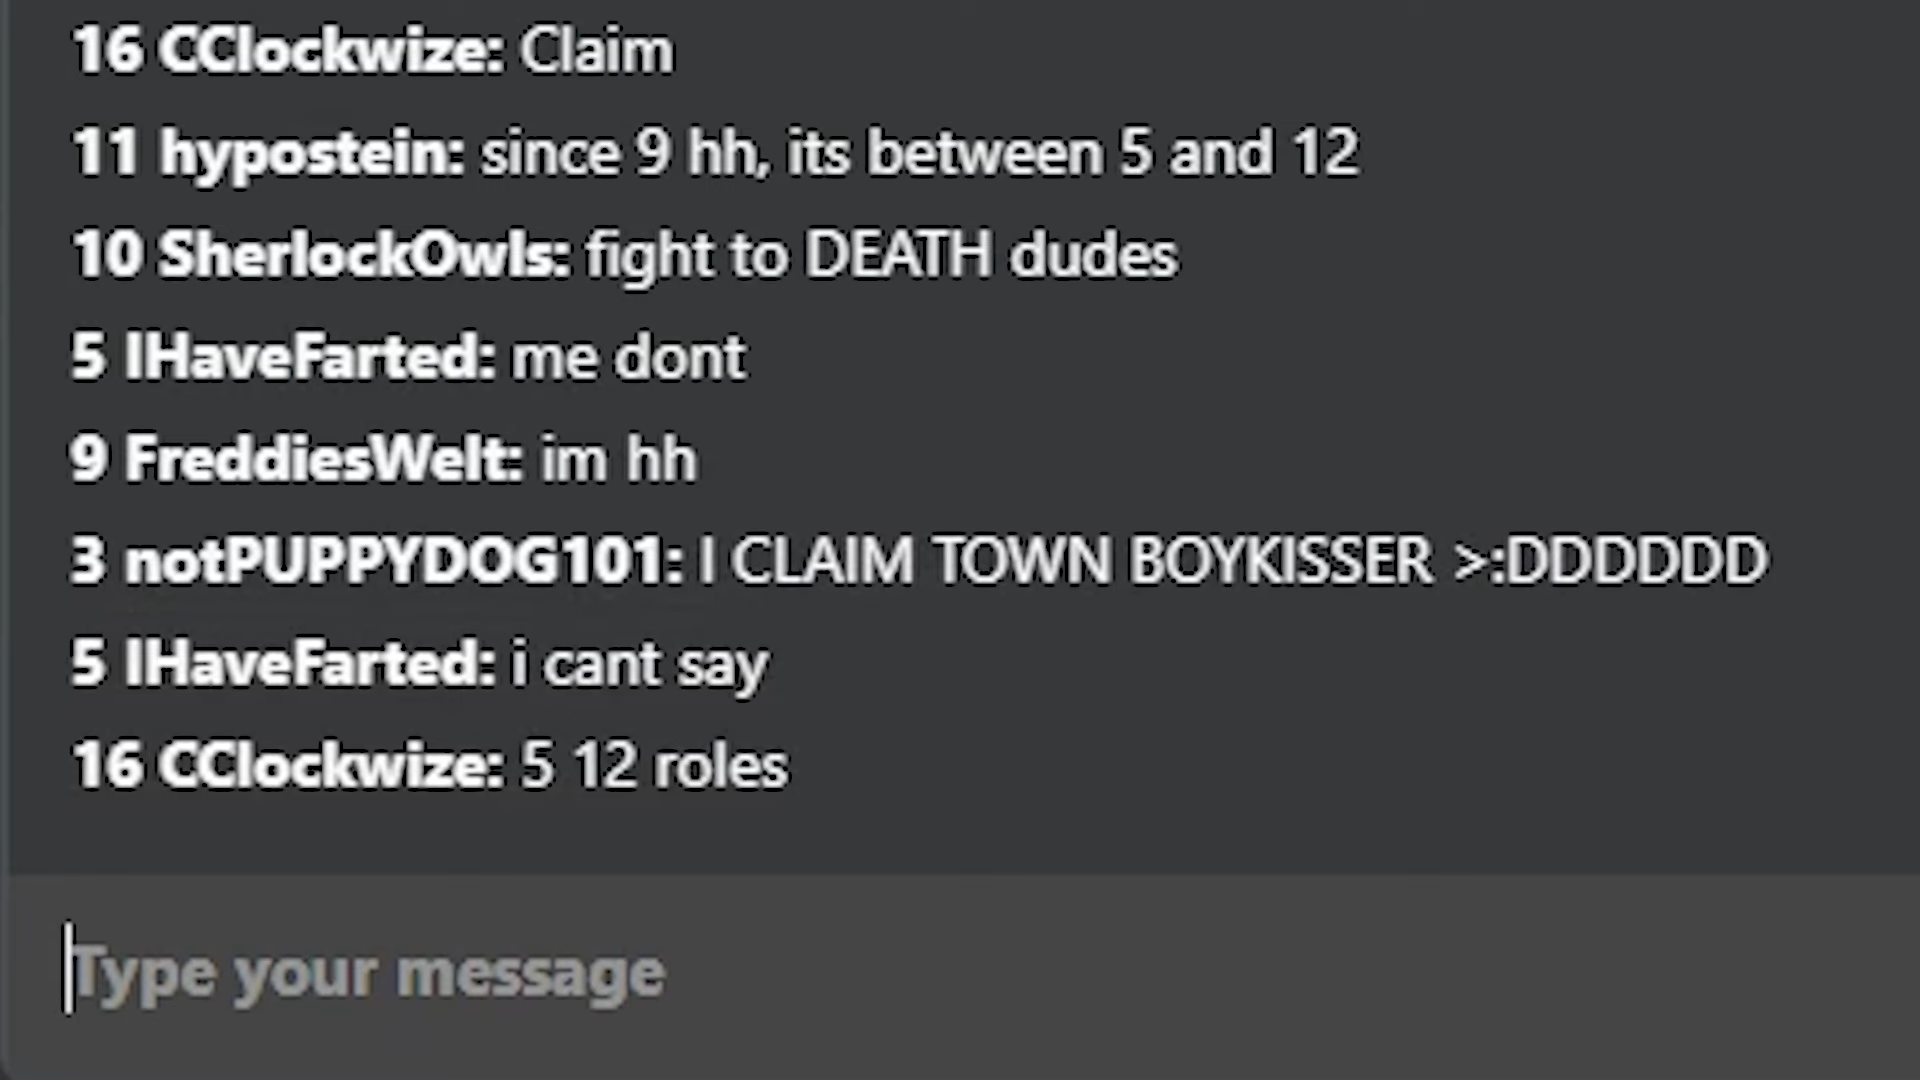 16 CClockwize: Claim
11 hypostein: since 9 hh, its between 5 and 12
10 SherlockOwls: fight to DEATH dudes
5 IHaveFarted: me dont
9 FreddiesWelt: im hh
3 notPUPPYDOG101: I CLAIM TOWN BOYKISSER >:DDDDDD
5 IHaveFarted: i cant say
16 CClockwize: 5 12 roles
Type your message